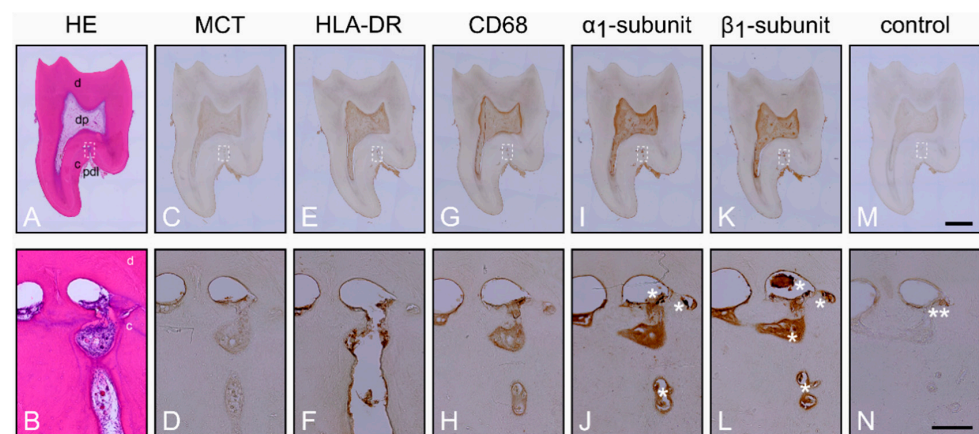 HE MCT HLA-DR CD68 α1-subunit β1-subunit control
d
dp
c
pdl
A C E G I K M
d
c
* * * * **
* *
* *
B D F H J L N